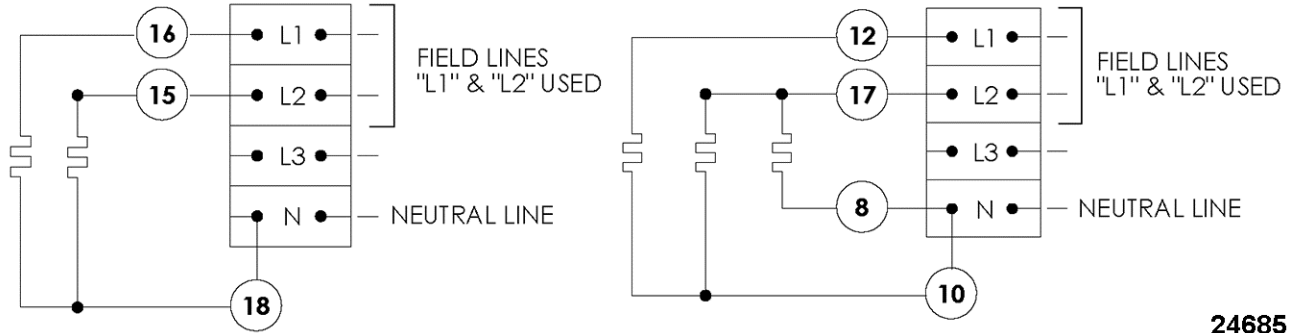 16
L1
FIELD LINES
"L1" & "L2" USED
15
L2
L3
N
NEUTRAL LINE
18
12
L1
FIELD LINES
"L1" & "L2" USED
17
L2
L3
8
N
NEUTRAL LINE
10
24685